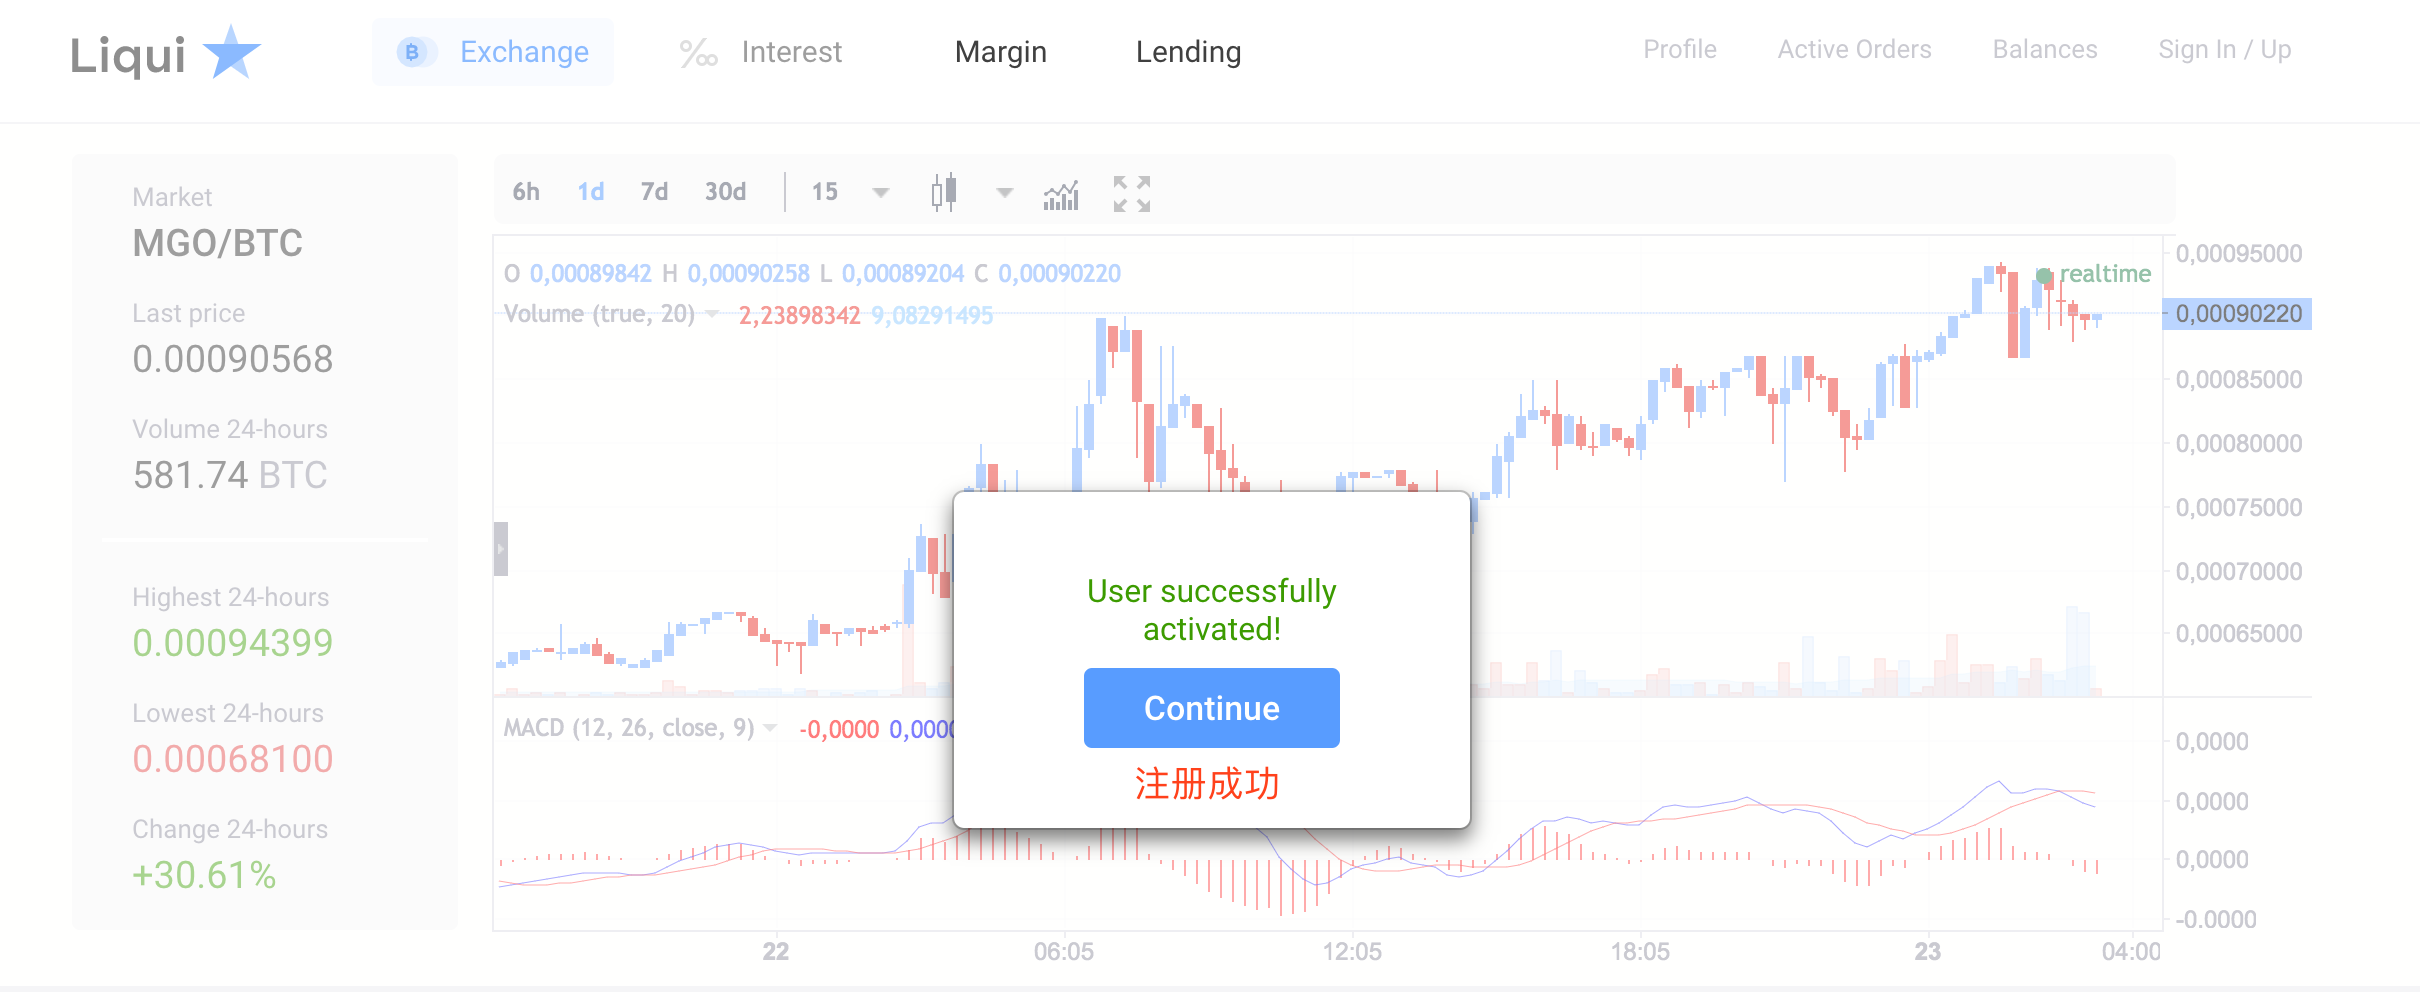 Liqui
Exchange
Interest
Margin
Lending
Profile
Active Orders
Balances
Sign In / Up
Market
MGO/BTC
Last price
0.00090568
Volume 24-hours
581.74 BTC
Highest 24-hours
0.00094399
Lowest 24-hours
0.00068100
Change 24-hours
+30.61%
6h 1d 7d 30d 15
O 0,00089842 H 0,00090258 L 0,00089204 C 0,00090220
Volume (true, 20) 2,23898342 9,08291495
realtime
0,00095000
0,00090220
0,00085000
0,00080000
0,00075000
0,00070000
0,00065000
User successfully
activated!
Continue
注册成功
MACD (12, 26, close, 9) -0,0000
0,0000
0,0000
0,0000
-0.0000
22 06:05 12:05 18:05 23 04:00